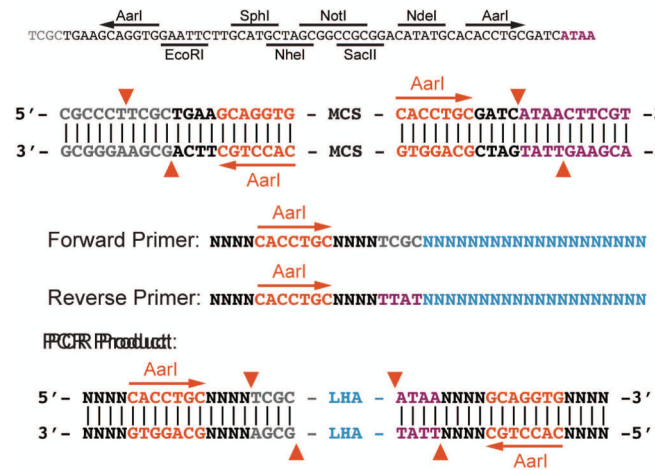 AarI SphI NotI NdeI AarI
TCGCTGAAGCAGGTGGAATTCTTGCATGCTAGCGGCCGCGGACATATGCACACCTGCGATCATAA
EcoRI NheI SacII
AarI
5'- CGCCCTTCGCTGAAGCAGGTG - MCS - CACCTGCGATCATAACTTCGT -
3'- GCGGGAAGCGACTTCGTCCAC - MCS - GTGGACGCTAGTATTGAAGCA -
AarI
AarI
Forward Primer: NNNNCACCTGCNNNNTCGCNNNNNNNNNNNNNNNNNNNN
AarI
Reverse Primer: NNNNCACCTGCNNNNTTATNNNNNNNNNNNNNNNNNNNN
PCR Product:
AarI
5'- NNNNCACCTGCNNNNTCGC - LHA - ATAANNNNGCAGGTGNNNN -3'
3'- NNNNGTGGACGNNNNAGCG - LHA - TATTNNNNCGTCCACNNNN -5'
AarI